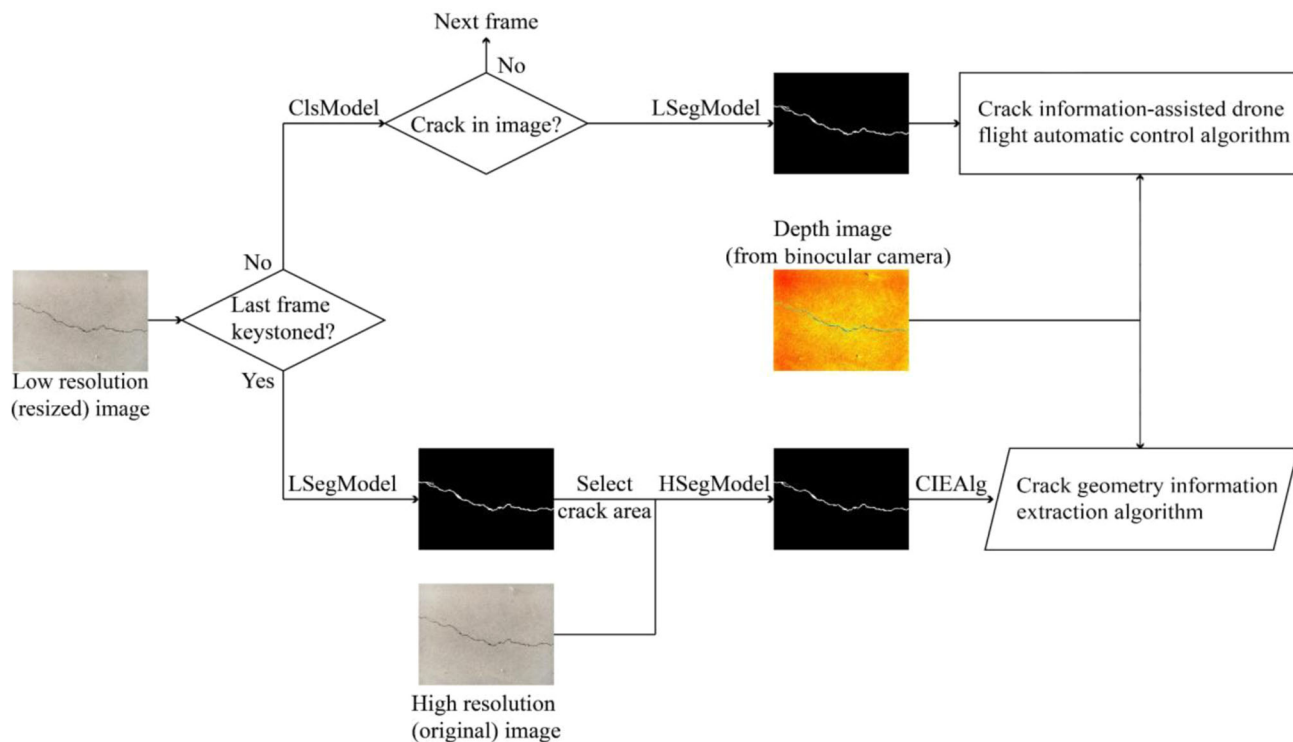 Next frame
No
ClsModel
Crack in image?
LSegModel
Crack information-assisted drone
flight automatic control algorithm
Depth image
(from binocular camera)
No
Last frame
keystoned?
Yes
Low resolution
(resized) image
LSegModel
Select
crack area
HSegModel
CIEAlg
Crack geometry information
extraction algorithm
High resolution
(original) image